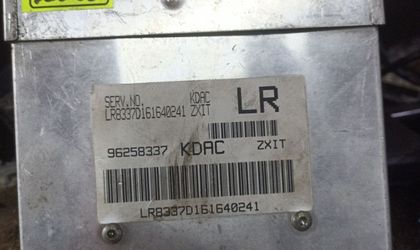 SERV.NO. KDAC LR
LR8337D161640241 ZXIT
96258337 KDAC ZXIT
LR8337D161640241